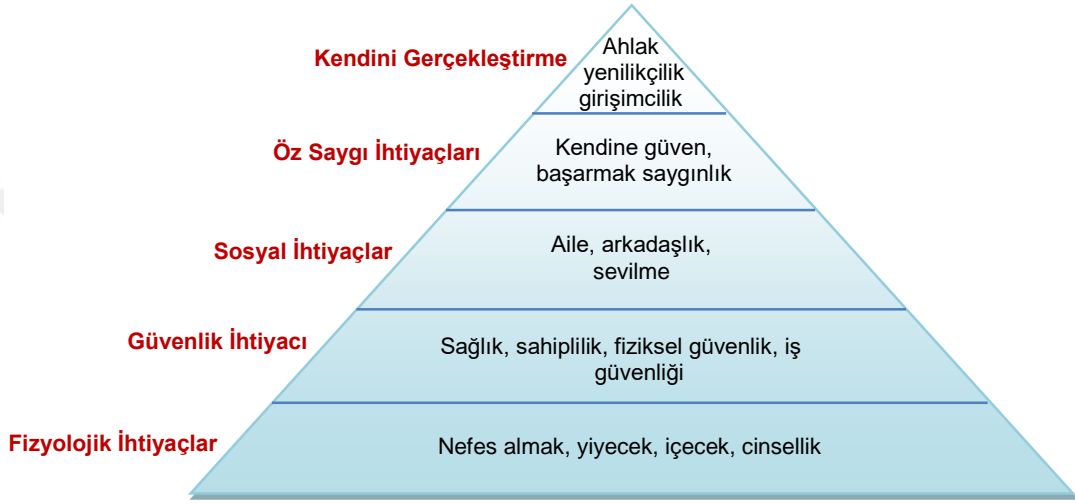 Kendini Gerçekleştirme
Ahlak
yenilikçilik
girişimcilik
Öz Saygı İhtiyaçları
Kendine güven,
başarmak saygınlık
Sosyal İhtiyaçlar
Aile, arkadaşlık,
sevilme
Güvenlik İhtiyacı
Sağlık, sahiplilik, fiziksel güvenlik, iş
güvenliği
Fizyolojik İhtiyaçlar
Nefes almak, yiyecek, içecek, cinsellik